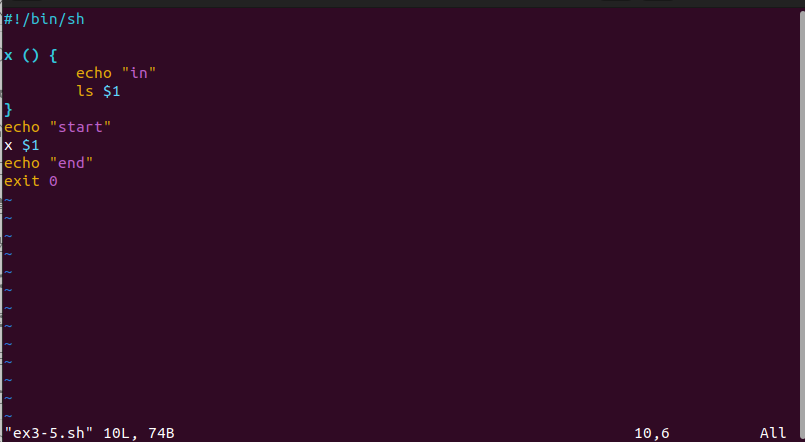 #!/bin/sh
x () {
echo "in"
ls $1
}
echo "start"
x $1
echo "end"
exit 0
~
~
~
~
~
~
~
~
~
~
~
~
~
"ex3-5.sh" 10L, 74B 10,6 All